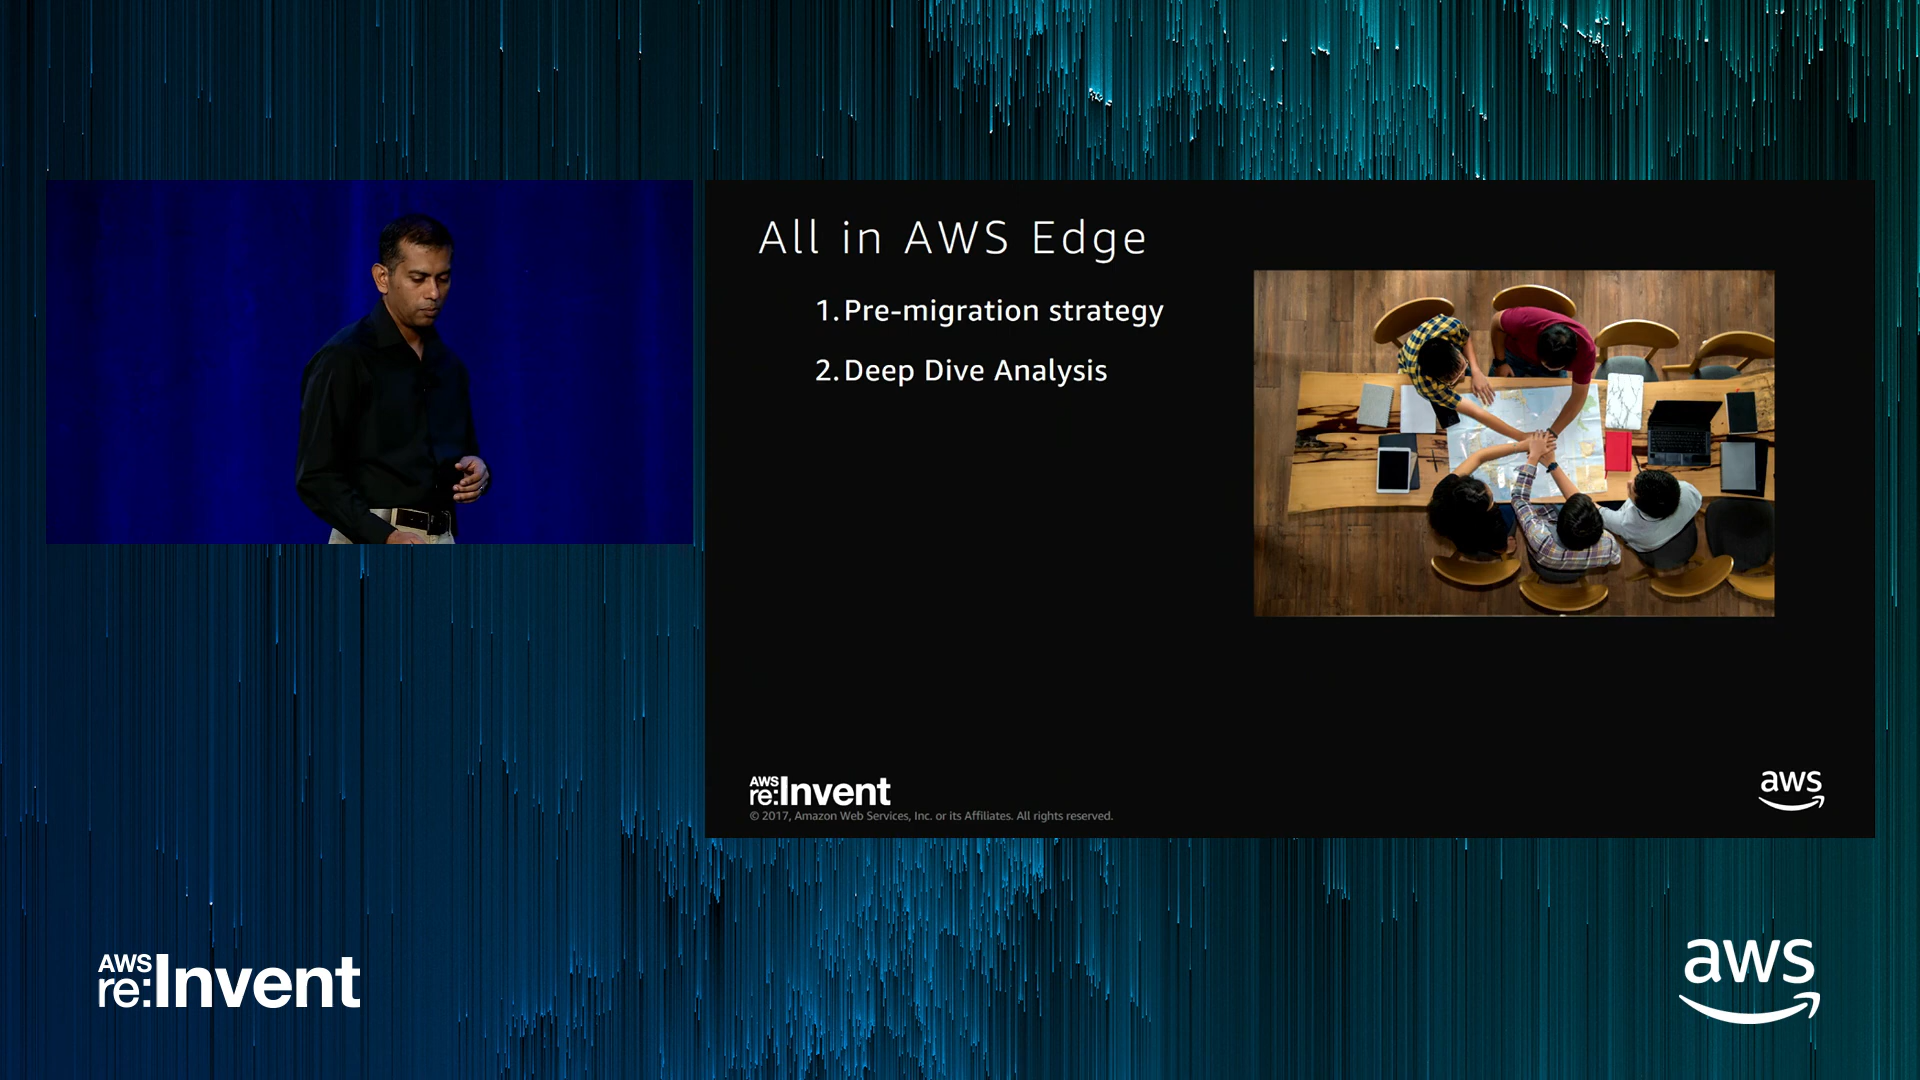 All in AWS Edge
1. Pre-migration strategy
2. Deep Dive Analysis
AWS
re:Invent
© 2017, Amazon Web Services, Inc. or its Affiliates. All rights reserved.
aws
AWS
re:Invent
aws